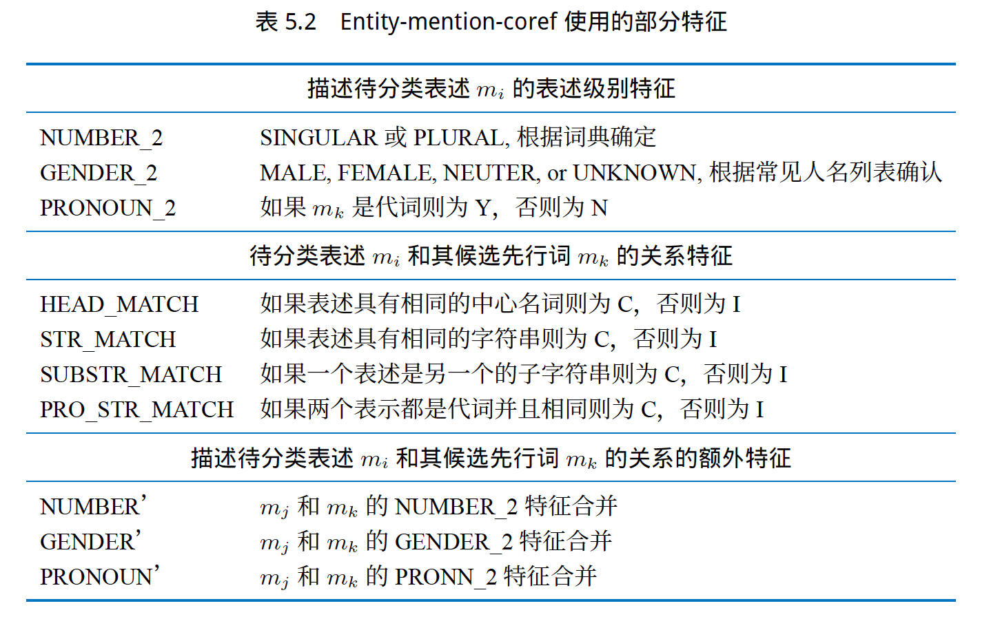 表 5.2 Entity-mention-coref 使用的部分特征
描述待分类表述 m_i 的表述级别特征
NUMBER_2 SINGULAR 或 PLURAL, 根据词典确定
GENDER_2 MALE, FEMALE, NEUTER, or UNKNOWN, 根据常见人名列表确认
PRONOUN_2 如果 m_k 是代词则为 Y，否则为 N
待分类表述 m_i 和其候选先行词 m_k 的关系特征
HEAD_MATCH 如果表述具有相同的中心名词则为 C，否则为 I
STR_MATCH 如果表述具有相同的字符串则为 C，否则为 I
SUBSTR_MATCH 如果一个表述是另一个的子字符串则为 C，否则为 I
PRO_STR_MATCH 如果两个表示都是代词并且相同则为 C，否则为 I
描述待分类表述 m_i 和其候选先行词 m_k 的关系的额外特征
NUMBER’ m_j 和 m_k 的 NUMBER_2 特征合并
GENDER’ m_j 和 m_k 的 GENDER_2 特征合并
PRONOUN’ m_j 和 m_k 的 PRONN_2 特征合并